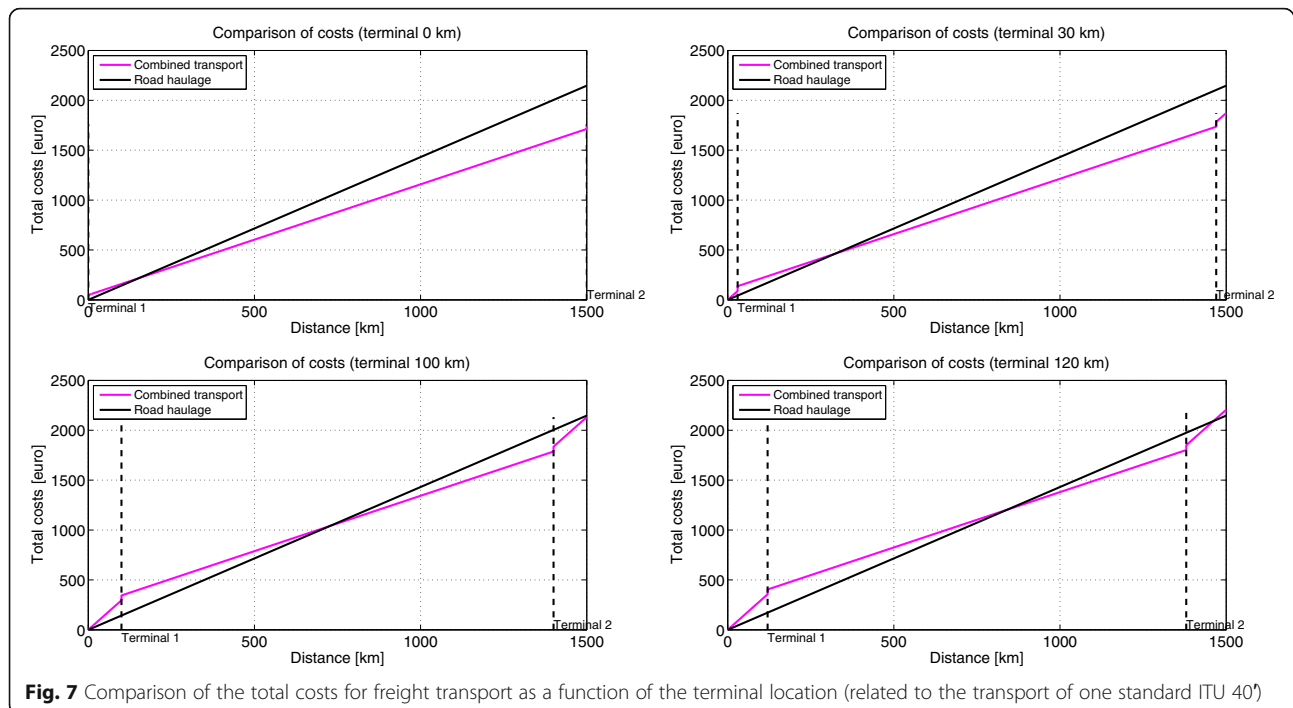 Comparison of costs (terminal 0 km)
2500
2000
1500
1000
500
0
Total costs [euro]
Combined transport
Road haulage
0
500
1000
1500
Terminal 1
Terminal 2
Distance [km]
Comparison of costs (terminal 30 km)
2500
2000
1500
1000
500
0
Total costs [euro]
Combined transport
Road haulage
0
500
1000
1500
Terminal 1
Terminal 2
Distance [km]
Comparison of costs (terminal 100 km)
2500
2000
1500
1000
500
0
Total costs [euro]
Combined transport
Road haulage
0
500
1000
1500
Terminal 1
Terminal 2
Distance [km]
Comparison of costs (terminal 120 km)
2500
2000
1500
1000
500
0
Total costs [euro]
Combined transport
Road haulage
0
500
1000
1500
Terminal 1
Terminal 2
Distance [km]
Fig. 7 Comparison of the total costs for freight transport as a function of the terminal location (related to the transport of one standard ITU 40′)